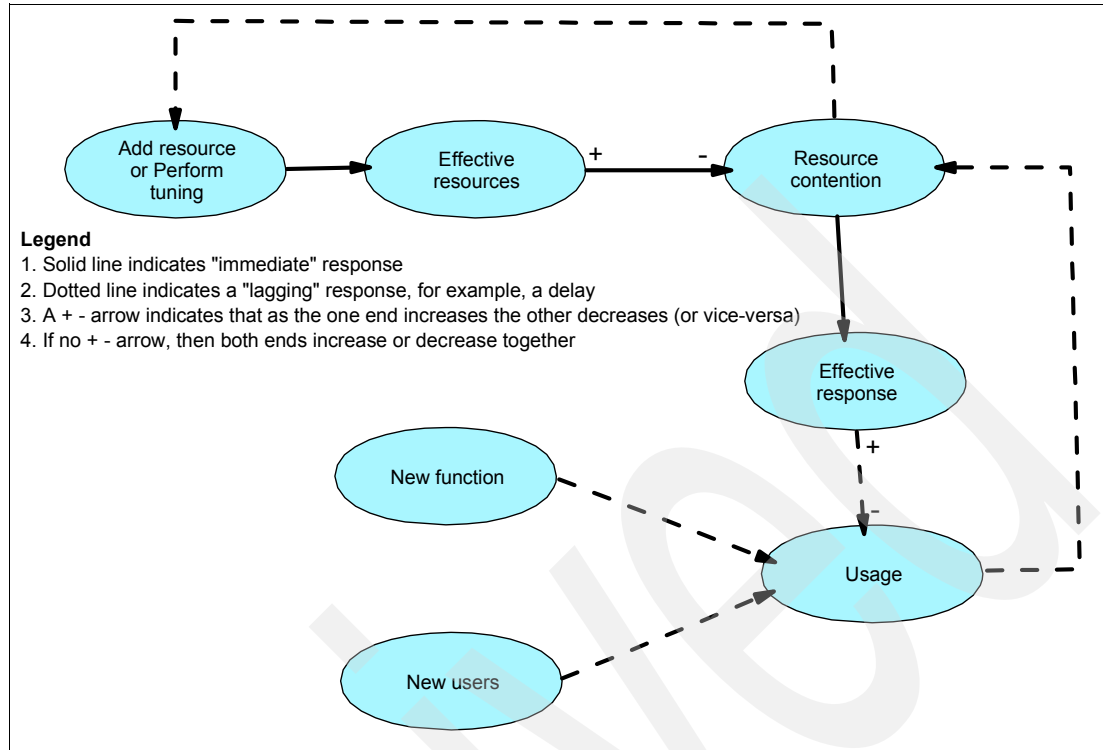 Add resource
or Perform
tuning
Effective
resources
+
-
Resource
contention
Legend
1. Solid line indicates "immediate" response
2. Dotted line indicates a "lagging" response, for example, a delay
3. A + - arrow indicates that as the one end increases the other decreases (or vice-versa)
4. If no + - arrow, then both ends increase or decrease together
Effective
response
+
-
New function
Usage
New users